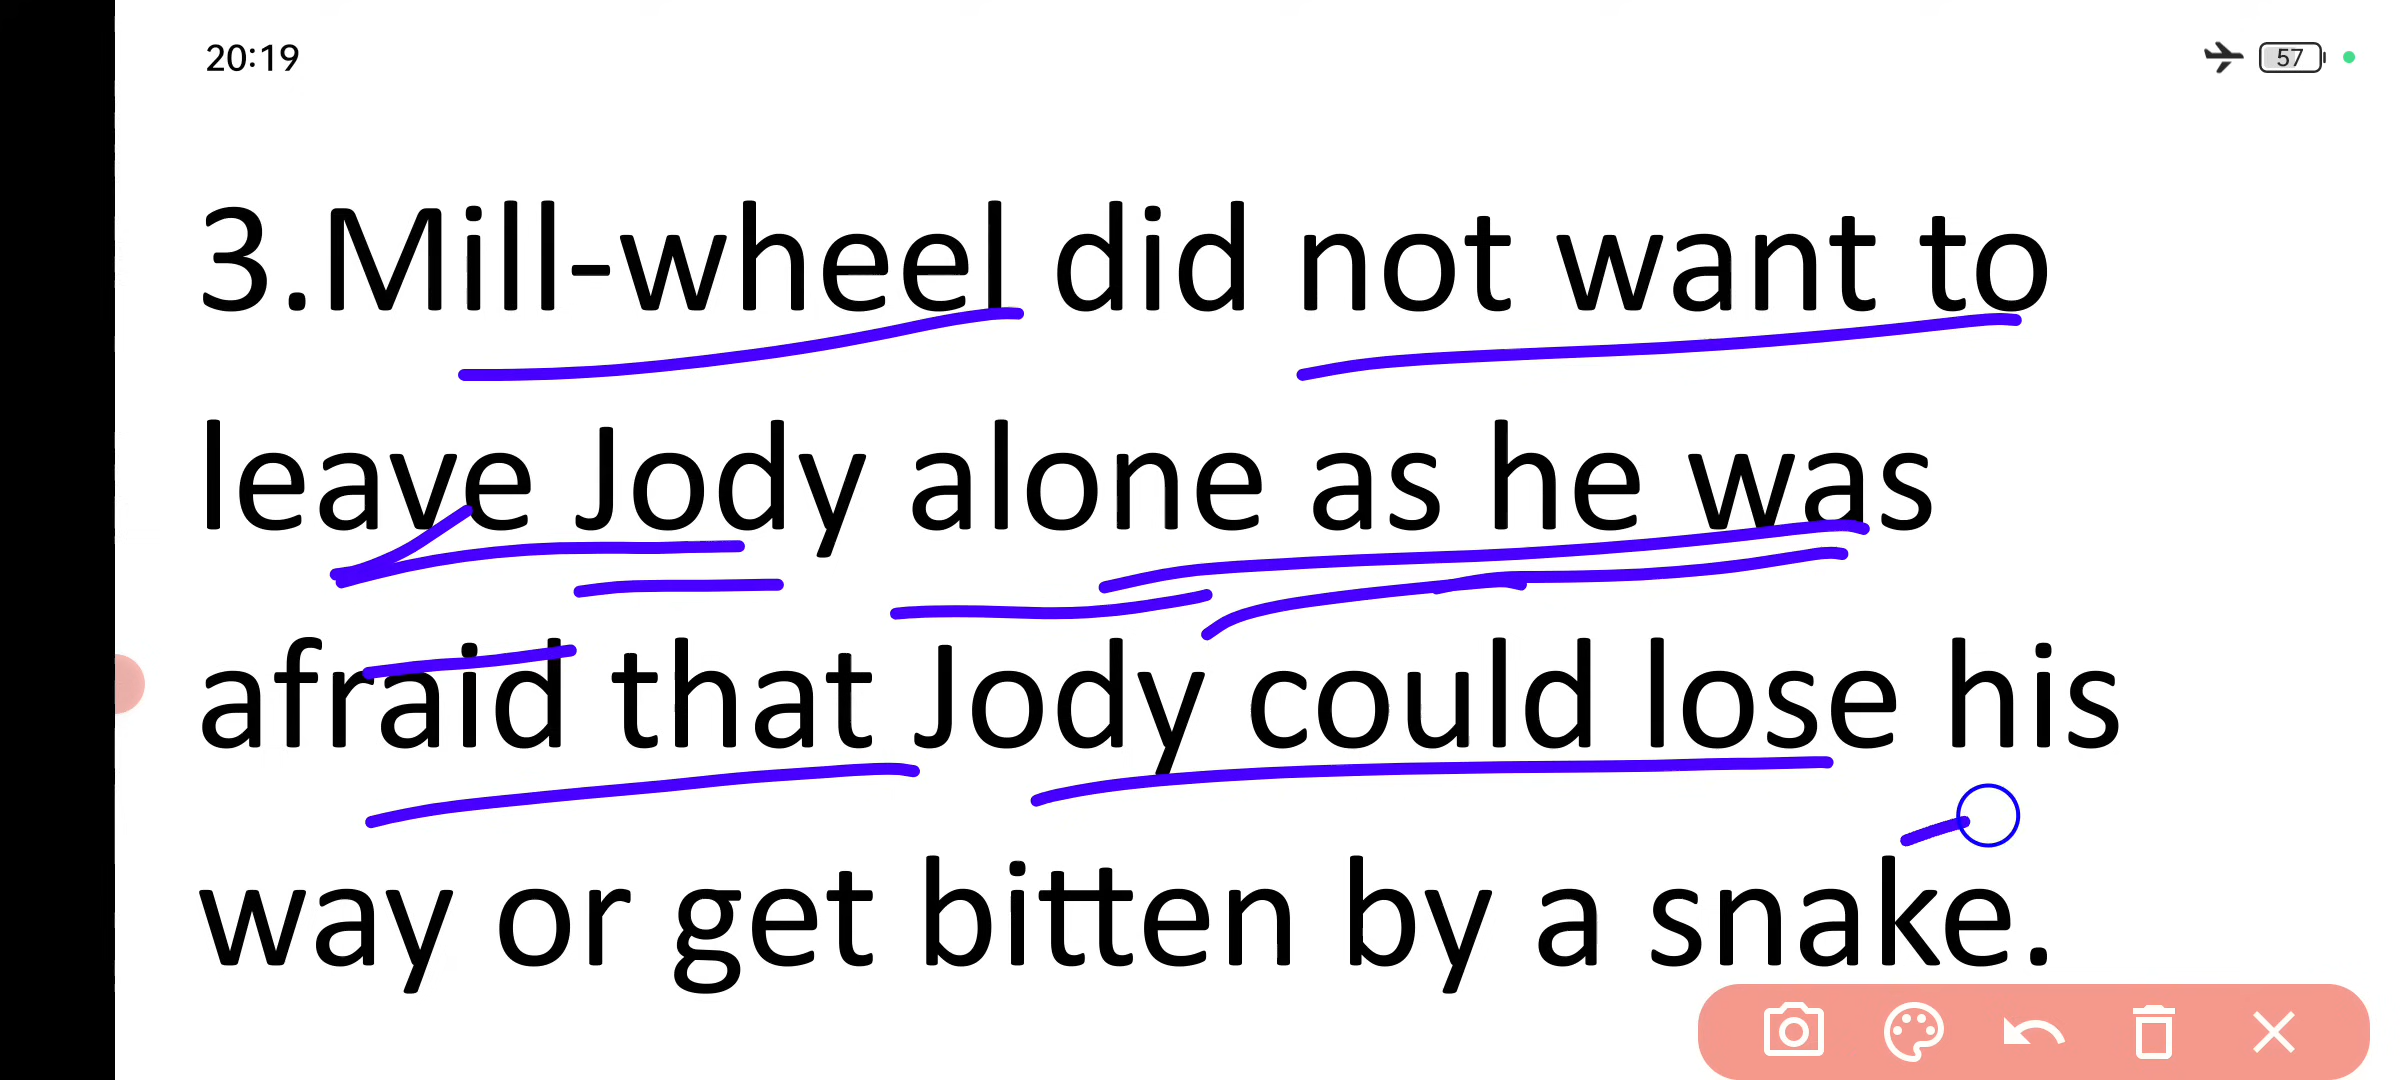 20:19
57
3.Mill-wheel did not want to
leave Jody alone as he was
afraid that Jody could lose his
way or get bitten by a snake.